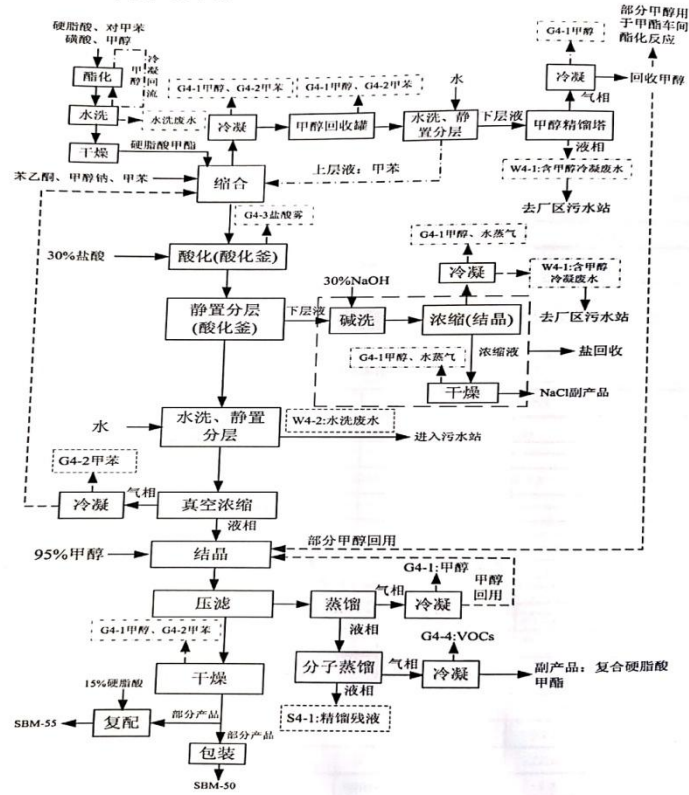 硬脂酸、对甲苯
磺酸、甲醇
酯化
甲醇
冷凝回流
水洗
水洗废水
干燥
硬脂酸甲酯
苯乙酮、甲醇钠、甲苯
缩合
冷凝
G4-1甲醇、G4-2甲苯
甲醇回收罐
G4-1甲醇、G4-2甲苯
水
水洗、静
置分层
上层液：甲苯
下层液
甲醇精馏塔
气相
冷凝
G4-1甲醇
回收甲醇
部分甲醇用
于甲酯车间
酯化反应
液相
W4-1:含甲醇冷凝废水
去厂区污水站
G4-3盐酸雾
30%盐酸
酸化(酸化釜)
静置分层
(酸化釜)
下层液
30%NaOH
碱洗
浓缩(结晶)
冷凝
G4-1甲醇、水蒸气
W4-1:含甲醇
冷凝废水
去厂区污水站
浓缩液
盐回收
G4-1甲醇、水蒸气
干燥
NaCl副产品
水
水洗、静置
分层
W4-2:水洗废水
进入污水站
G4-2甲苯
冷凝
气相
真空浓缩
液相
95%甲醇
结晶
部分甲醇回用
压滤
蒸馏
气相
冷凝
G4-1:甲醇
甲醇
回用
液相
分子蒸馏
气相
冷凝
G4-4:VOCs
副产品：复合硬脂酸
甲酯
液相
S4-1:精馏残液
G4-1甲醇、G4-2甲苯
干燥
15%硬脂酸
复配
部分产品
SBM-55
部分产品
包装
SBM-50